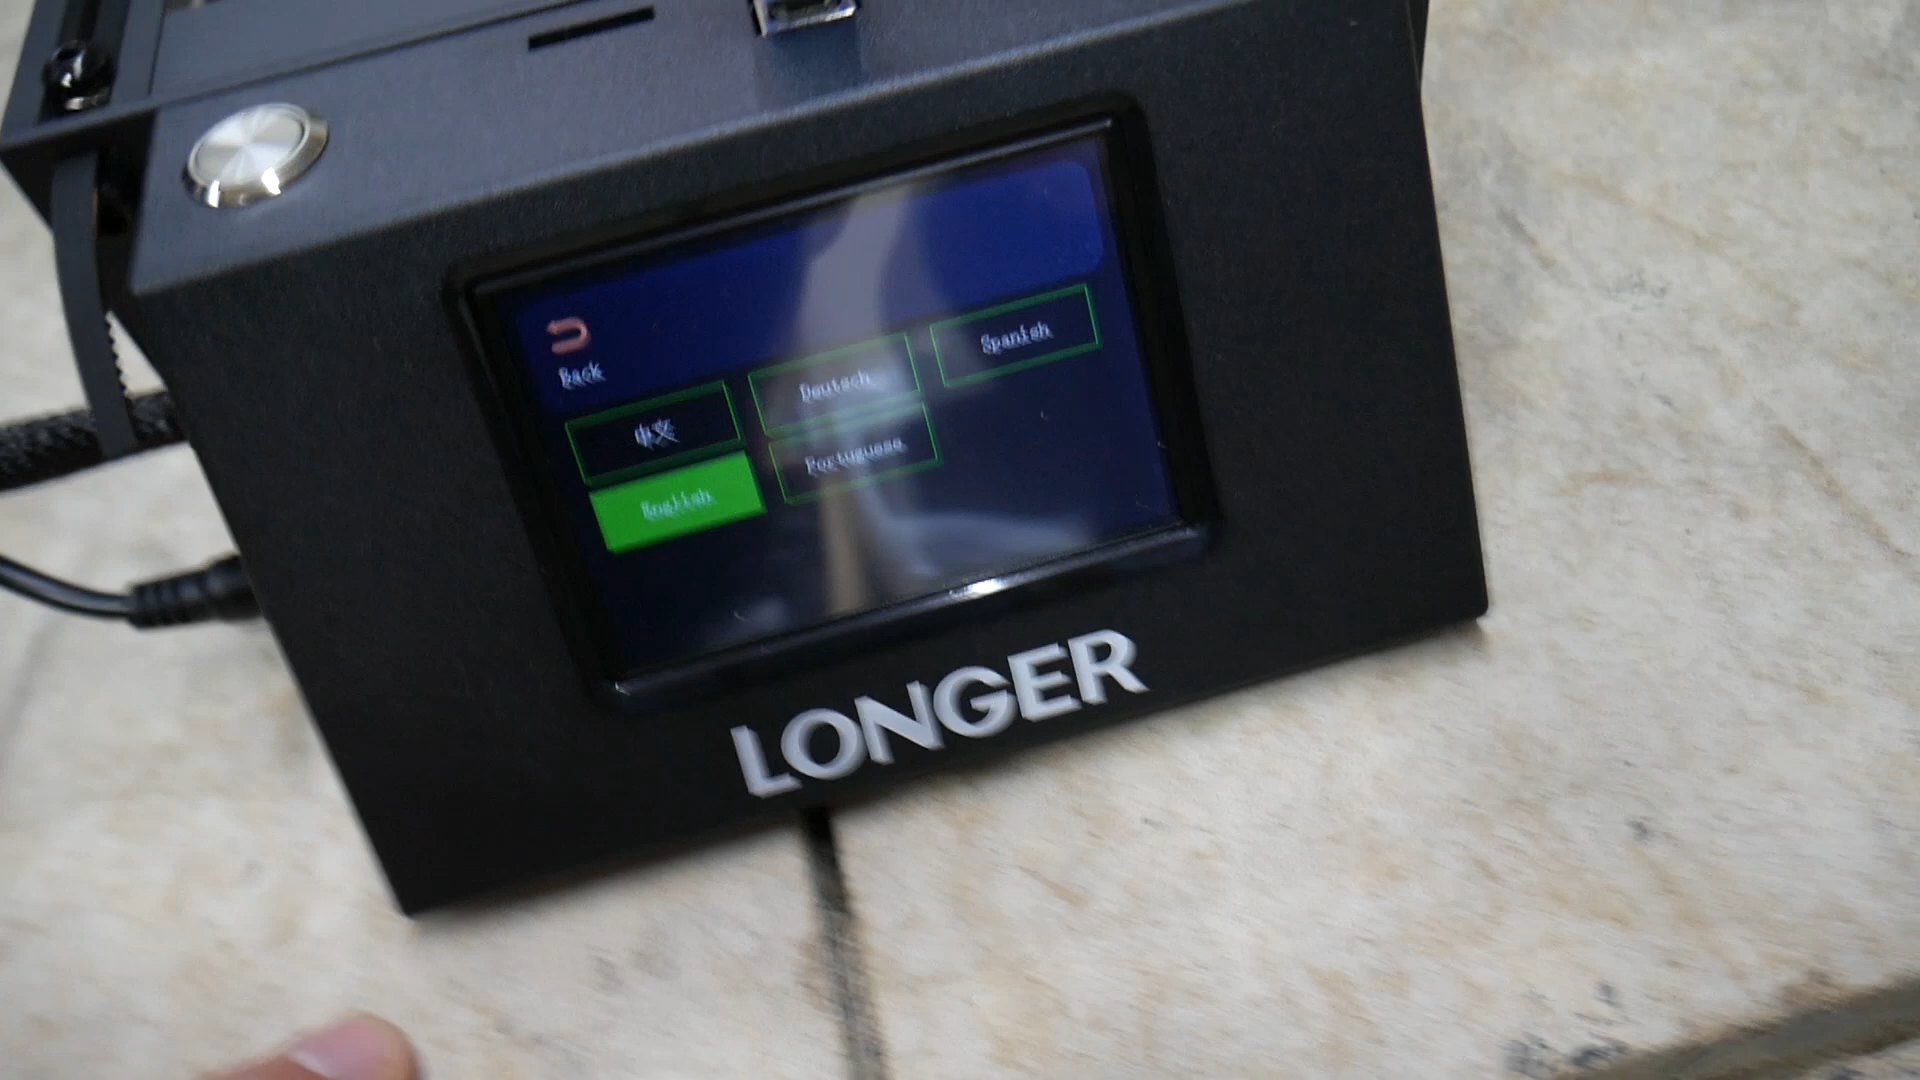 Back
中文
Deutsch
Spanish
English
Portuguese
LONGER